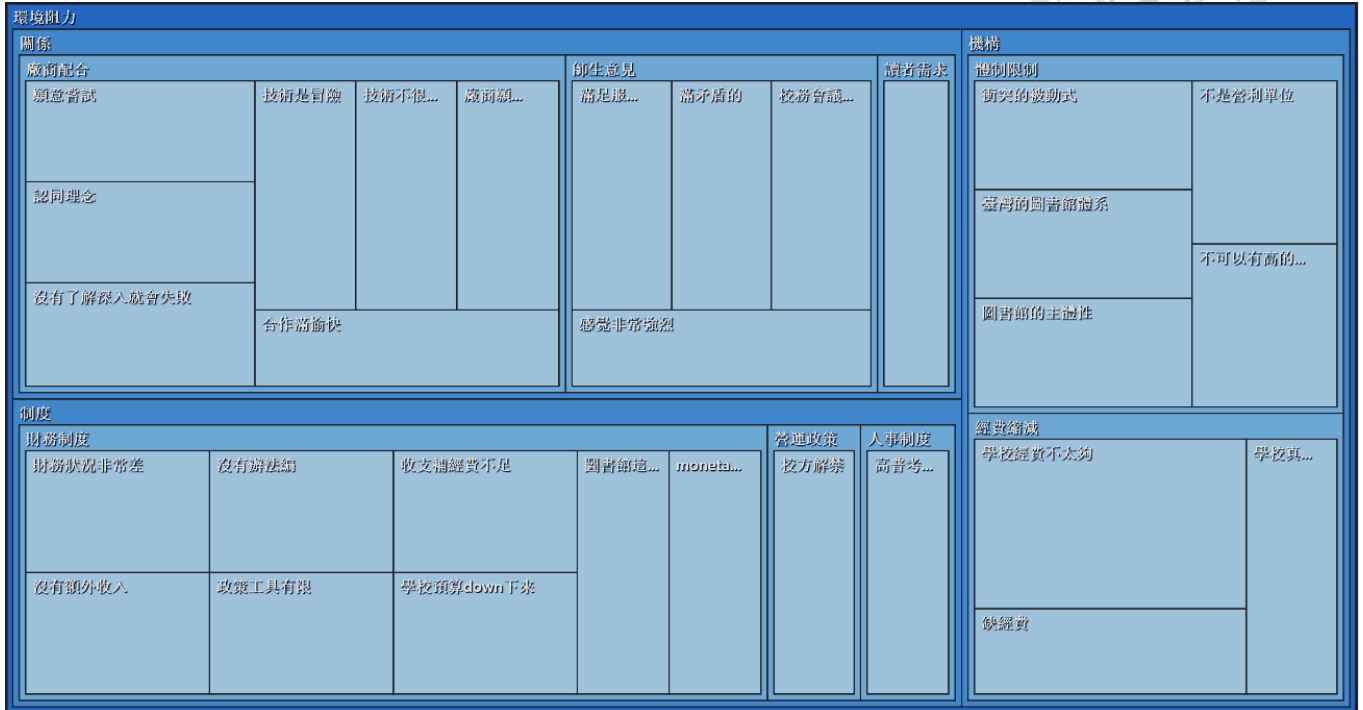 環境阻力
關係
廠商配合
願意嘗試
認同理念
沒有了解深入就會失敗
技術是冒險
技術不很...
廠商願...
合作滿愉快
師生意見
滿足服...
滿矛盾的
校務會議...
感覺非常強烈
讀者需求
機構
體制限制
衝突的被動式
臺灣的圖書館體系
圖書館的主體性
不是營利單位
不可以有高的...
經費縮減
學校經費不太夠
缺經費
學校真...
制度
財務制度
財務狀況非常差
沒有額外收入
沒有辦法編
政策工具有限
收支補經費不足
學校預算down下來
圖書館這...
moneta...
營運政策
校方解禁
人事制度
高普考...